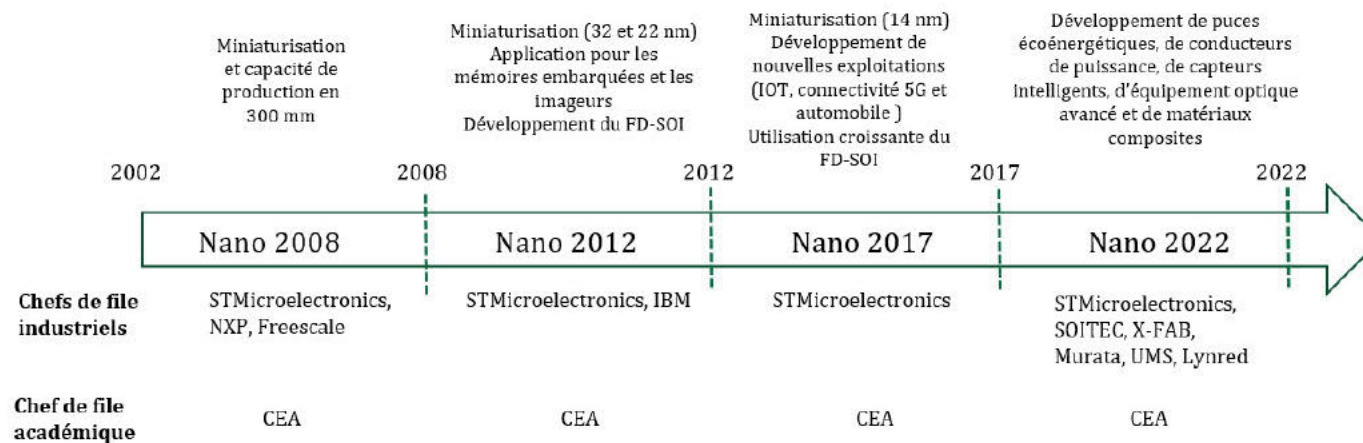 Miniaturisation
et capacité de
production en
300 mm
Miniaturisation (32 et 22 nm)
Application pour les
mémoires embarquées et les
imageurs
Développement du FD-SOI
Miniaturisation (14 nm)
Développement de
nouvelles exploitations
(IOT, connectivité 5G et
automobile )
Utilisation croissante du
FD-SOI
Développement de puces
écoénergétiques, de conducteurs
de puissance, de capteurs
intelligents, d'équipement optique
avancé et de matériaux
composites
2002
2008
2012
2017
2022
Nano 2008
Nano 2012
Nano 2017
Nano 2022
Chefs de file
industriels
STMicroelectronics,
NXP, Freescale
STMicroelectronics, IBM
STMicroelectronics
STMicroelectronics,
SOITEC, X-FAB,
Murata, UMS, Lynred
Chef de file
académique
CEA
CEA
CEA
CEA